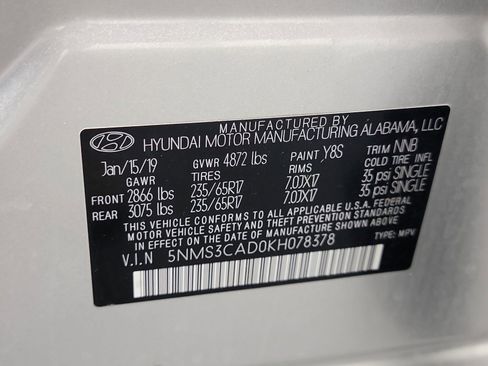 MANUFACTURED BY
HYUNDAI MOTOR MANUFACTURING ALABAMA, LLC
Jan/15/19 GVWR 4872 lbs PAINT Y8S TRIM NNB
GAWR TIRES RIMS COLD TIRE INFL
FRONT 2866 lbs 235/65R17 7.0JX17 35 psi SINGLE
REAR 3075 lbs 235/65R17 7.0JX17 35 psi SINGLE
THIS VEHICLE CONFORMS TO ALL APPLICABLE U.S.A. FEDERAL
MOTOR VEHICLE SAFETY, BUMPER, AND THEFT PREVENTION
STANDARDS IN EFFECT ON THE DATE OF MANUFACTURE SHOWN ABOVE.
V.I.N 5NMS3CAD0KH078378 TYPE: MPV